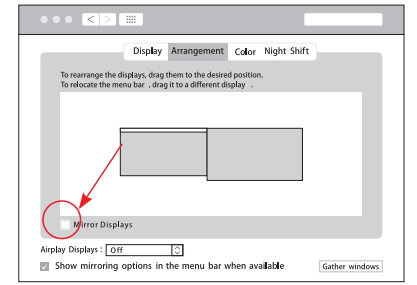 Display Arrangement Color Night Shift
To rearrange the displays, drag them to the desired position.
To relocate the menu bar , drag it to a different display .
Mirror Displays
Airplay Displays : Off
Show mirroring options in the menu bar when available
Gather windows